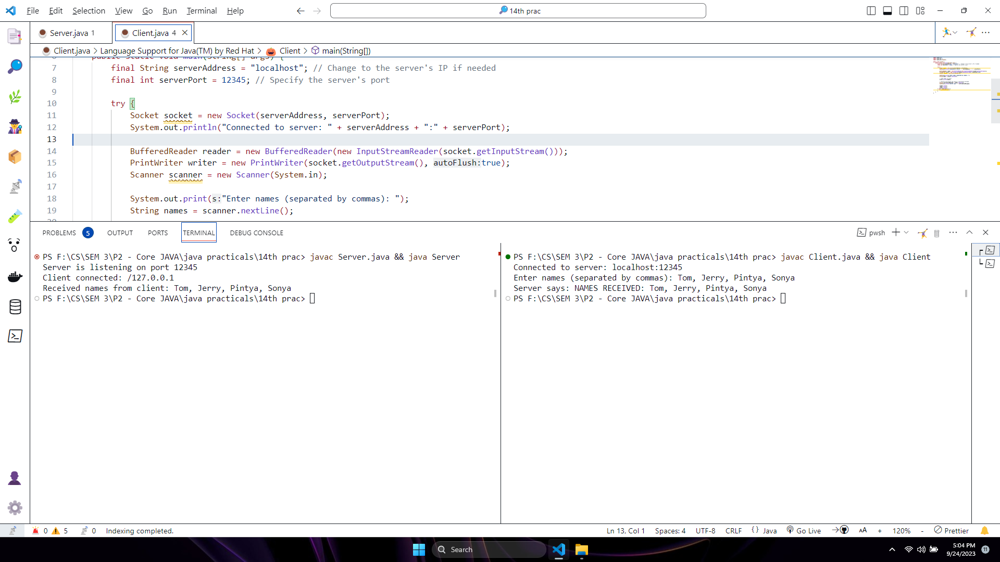 File Edit Selection View Go Run Terminal Help
14th prac
Server.java 1
Client.java 4
Client.java > Language Support for Java(TM) by Red Hat > Client > main(String[])
6 public static void main(String[] args) {
7 final String serverAddress = "localhost"; // Change to the server's IP if needed
8 final int serverPort = 12345; // Specify the server's port
9
10 try {
11 Socket socket = new Socket(serverAddress, serverPort);
12 System.out.println("Connected to server: " + serverAddress + ":" + serverPort);
13
14 BufferedReader reader = new BufferedReader(new InputStreamReader(socket.getInputStream()));
15 PrintWriter writer = new PrintWriter(socket.getOutputStream(), autoFlush:true);
16 Scanner scanner = new Scanner(System.in);
17
18 System.out.print(s:"Enter names (separated by commas): ");
19 String names = scanner.nextLine();
20
PROBLEMS 5 OUTPUT PORTS TERMINAL DEBUG CONSOLE
pwsh
PS F:\CS\SEM 3\P2 - Core JAVA\java practicals\14th prac> javac Server.java && java Server
Server is listening on port 12345
Client connected: /127.0.0.1
Received names from client: Tom, Jerry, Pintya, Sonya
PS F:\CS\SEM 3\P2 - Core JAVA\java practicals\14th prac>
PS F:\CS\SEM 3\P2 - Core JAVA\java practicals\14th prac> javac Client.java && java Client
Connected to server: localhost:12345
Enter names (separated by commas): Tom, Jerry, Pintya, Sonya
Server says: NAMES RECEIVED: Tom, Jerry, Pintya, Sonya
PS F:\CS\SEM 3\P2 - Core JAVA\java practicals\14th prac>
0 5 0 Indexing completed.
Ln 13, Col 1 Spaces: 4 UTF-8 CRLF {} Java Go Live AA + 120% - Prettier
Search
5:04 PM
9/24/2023
11